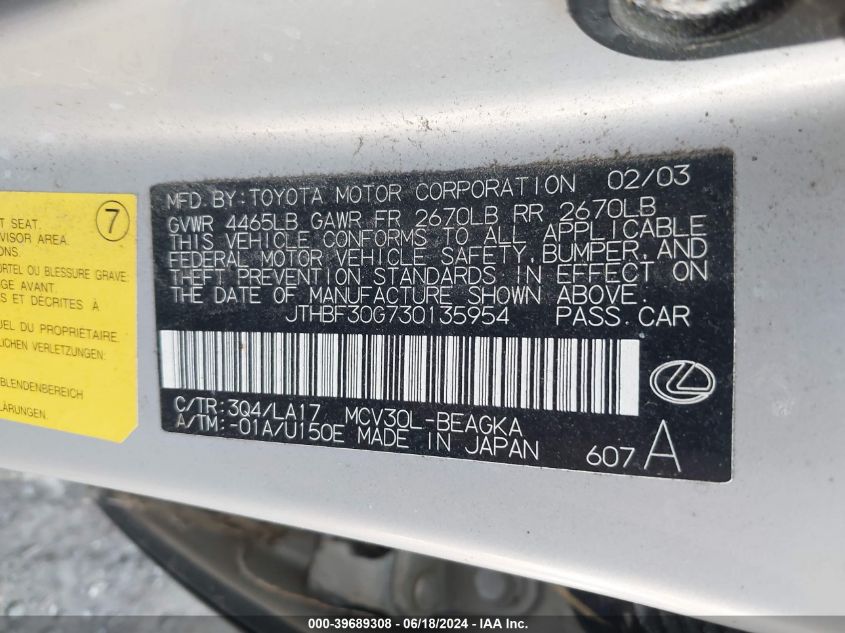 T SEAT.
VISOR AREA.
ONS.
7
ORTEL OU BLESSURE GRAVE
GE AVANT.
S ET DÉCRITES À
UEL DU PROPRIÉTAIRE.
LICHEN VERLETZUNGEN.
BLENDENBEREICH
KLÄRUNGEN
MFD BY:TOYOTA MOTOR CORPORATION 02/03
GVWR 4465LB GAWR FR 2670LB RR 2670LB
THIS VEHICLE CONFORMS TO ALL APPLICABLE
FEDERAL MOTOR VEHICLE SAFETY, BUMPER, AND
THEFT PREVENTION STANDARDS IN EFFECT ON
THE DATE OF MANUFACTURE SHOWN ABOVE.
JTHBF30G730135954 PASS.CAR
C/TR:3Q4/LA17 MCV30L-BEAGKA
A/TM:-01A/U150E MADE IN JAPAN
607 A
000-39689308 - 06/18/2024 - Copyright IAA, Inc.